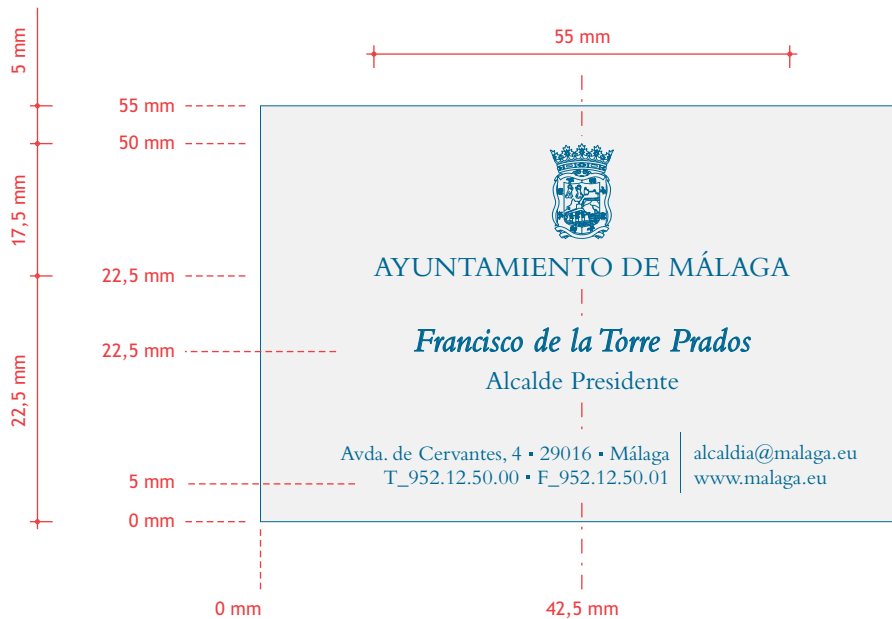 55 mm
5 mm
55 mm
50 mm
17,5 mm
AYUNTAMIENTO DE MÁLAGA
22,5 mm
Francisco de la Torre Prados
22,5 mm
Alcalde Presidente
22,5 mm
Avda. de Cervantes, 4 ▪ 29016 ▪ Málaga
T_952.12.50.00 ▪ F_952.12.50.01
alcaldia@malaga.eu
www.malaga.eu
5 mm
0 mm
0 mm
42,5 mm